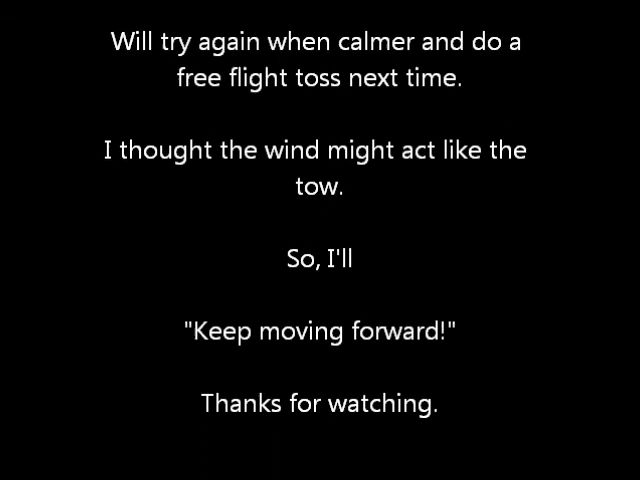 Will try again when calmer and do a
free flight toss next time.
I thought the wind might act like the
tow.
So, I'll
"Keep moving forward!"
Thanks for watching.